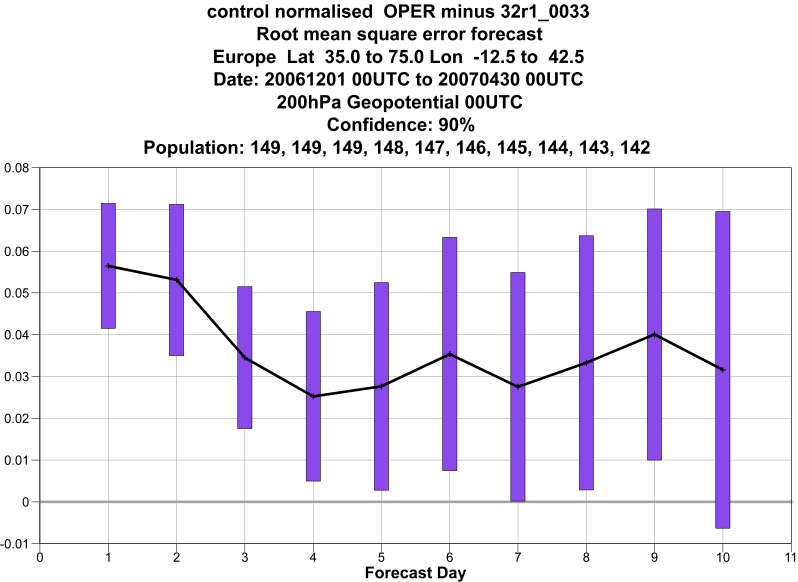 control normalised  OPER minus 32r1_0033
Root mean square error forecast
Europe  Lat  35.0 to 75.0 Lon  -12.5 to  42.5
Date: 20061201 00UTC to 20070430 00UTC
200hPa Geopotential 00UTC
Confidence: 90%
Population: 149, 149, 149, 148, 147, 146, 145, 144, 143, 142
0.08
0.07
0.06
0.05
0.04
0.03
0.02
0.01
0
-0.01
0 1 2 3 4 5 6 7 8 9 10 11
Forecast Day